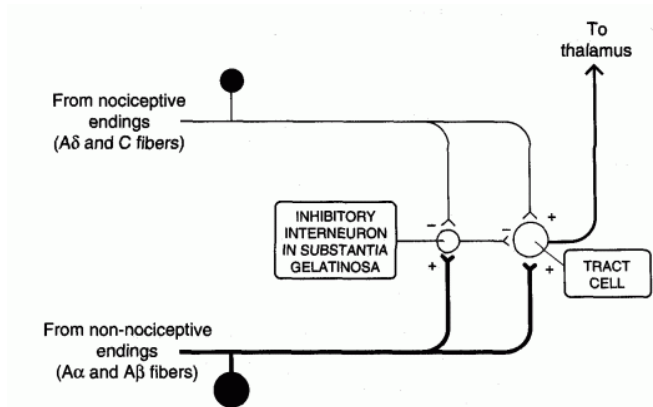 To
thalamus
From nociceptive
endings
(Aδ and C fibers)
INHIBITORY
INTERNEURON
IN SUBSTANTIA
GELATINOSA
−
+
−
+
+
TRACT
CELL
From non-nociceptive
endings
(Aα and Aβ fibers)